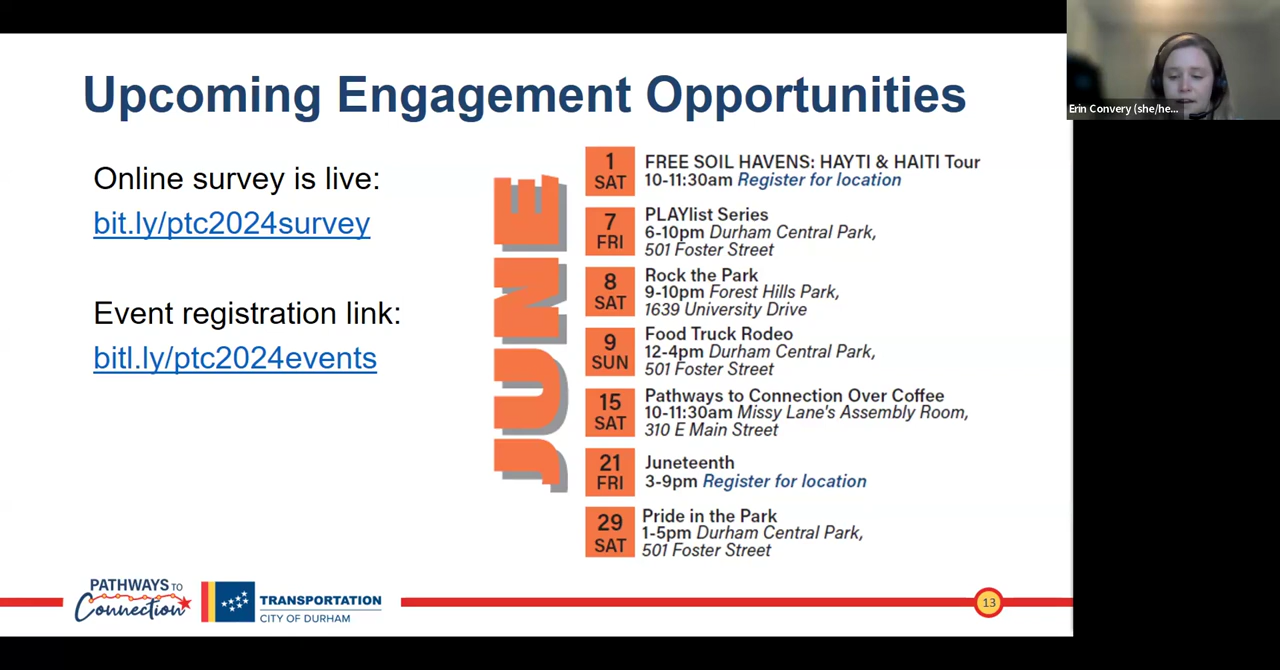 Upcoming Engagement Opportunities
Online survey is live:
bit.ly/ptc2024survey
Event registration link:
bitl.ly/ptc2024events
JUNE
1
SAT
FREE SOIL HAVENS: HAYTI & HAITI Tour
10-11:30am Register for location
7
FRI
PLAYlist Series
6-10pm Durham Central Park,
501 Foster Street
8
SAT
Rock the Park
9-10pm Forest Hills Park,
1639 University Drive
9
SUN
Food Truck Rodeo
12-4pm Durham Central Park,
501 Foster Street
15
SAT
Pathways to Connection Over Coffee
10-11:30am Missy Lane's Assembly Room,
310 E Main Street
21
FRI
Juneteenth
3-9pm Register for location
29
SAT
Pride in the Park
1-5pm Durham Central Park,
501 Foster Street
PATHWAYS TO
Connection
TRANSPORTATION
CITY OF DURHAM
13
Erin Convery (she/he...